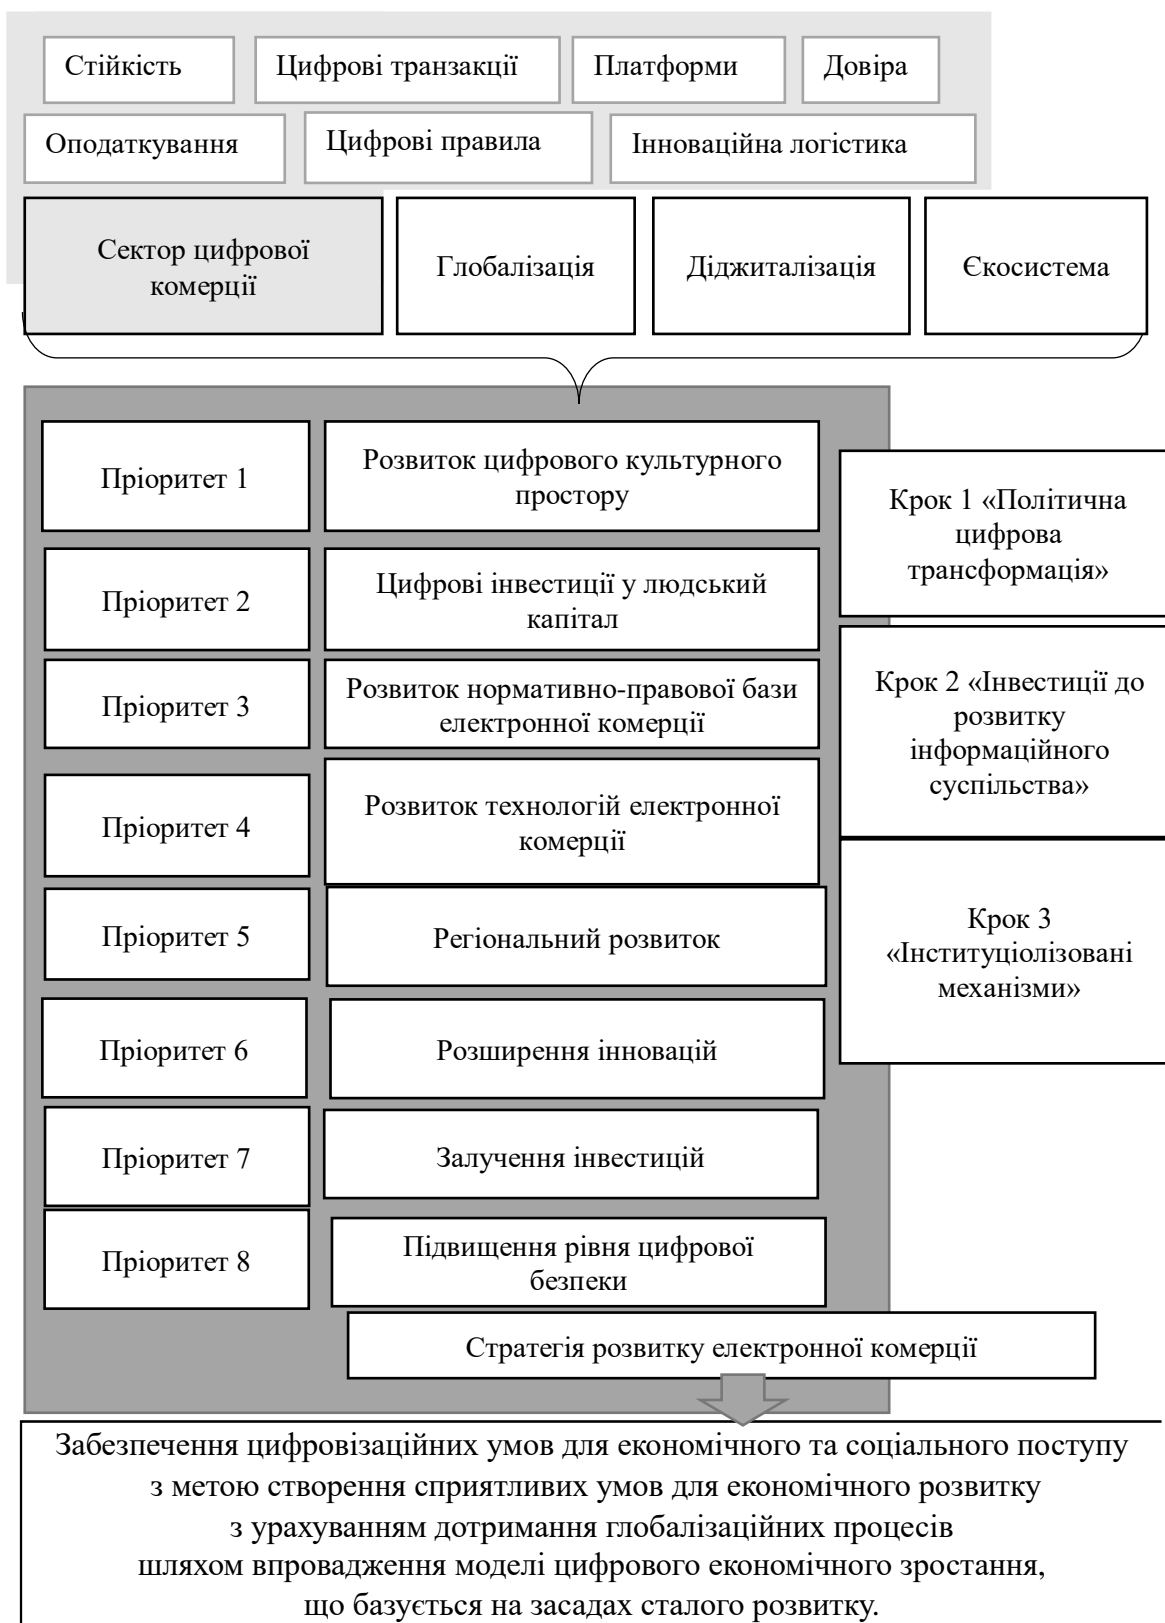 Стійкість
Цифрові транзакції
Платформи
Довіра
Оподаткування
Цифрові правила
Інноваційна логістика
Сектор цифрової
комерції
Глобалізація
Діджиталізація
Єкосистема
Пріоритет 1
Розвиток цифрового культурного
простору
Пріоритет 2
Цифрові інвестиції у людський
капітал
Пріоритет 3
Розвиток нормативно-правової бази
електронної комерції
Пріоритет 4
Розвиток технологій електронної
комерції
Пріоритет 5
Регіональний розвиток
Пріоритет 6
Розширення інновацій
Пріоритет 7
Залучення інвестицій
Пріоритет 8
Підвищення рівня цифрової
безпеки
Крок 1 «Політична
цифрова
трансформація»
Крок 2 «Інвестиції до
розвитку
інформаційного
суспільства»
Крок 3
«Інституціолізовані
механізми»
Стратегія розвитку електронної комерції
Забезпечення цифровізаційних умов для економічного та соціального поступу
з метою створення сприятливих умов для економічного розвитку
з урахуванням дотримання глобалізаційних процесів
шляхом впровадження моделі цифрового економічного зростання,
що базується на засадах сталого розвитку.